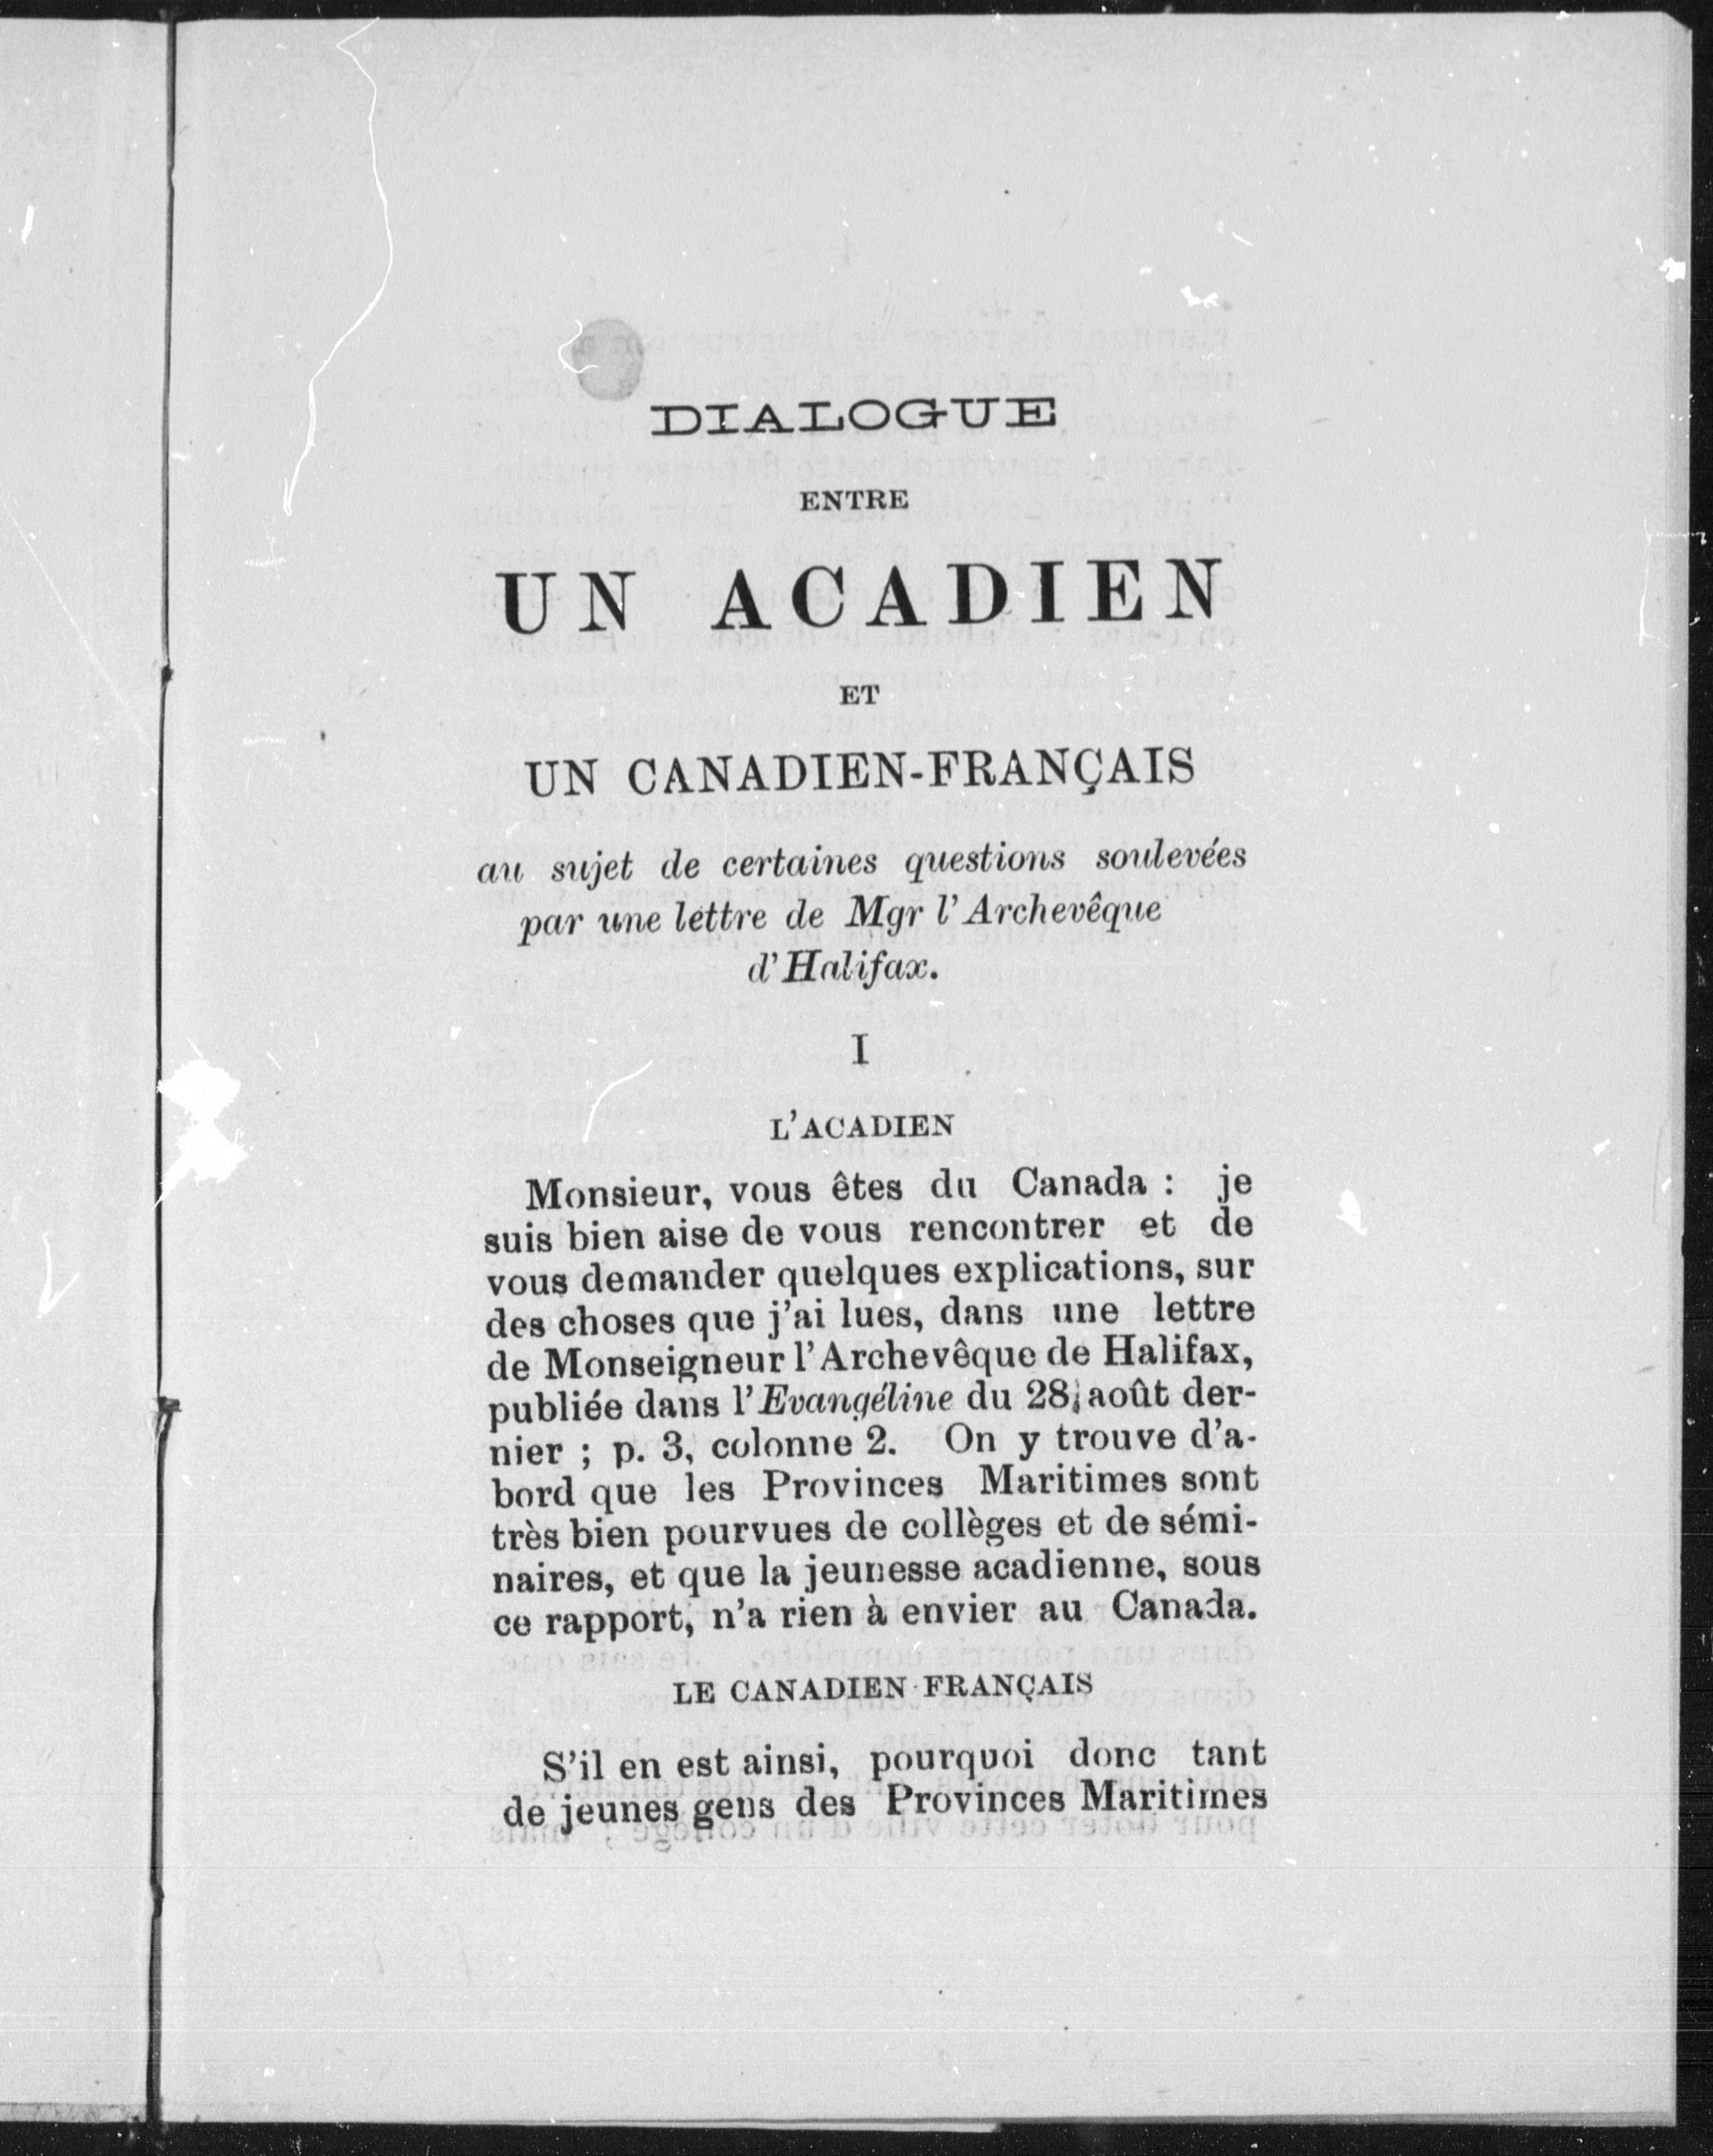 DIALOGUE
ENTRE
UN ACADIEN
ET
UN CANADIEN-FRANÇAIS
au sujet de certaines questions soulevées
par une lettre de Mgr l'Archevêque
d'Halifax.
I
L'ACADIEN
Monsieur, vous êtes du Canada : je
suis bien aise de vous rencontrer et de
vous demander quelques explications, sur
des choses que j'ai lues, dans une lettre
de Monseigneur l'Archevêque de Halifax,
publiée dans l'Evangéline du 28 août der-
nier ; p. 3, colonne 2. On y trouve d'a-
bord que les Provinces Maritimes sont
très bien pourvues de collèges et de sémi-
naires, et que la jeunesse acadienne, sous
ce rapport, n'a rien à envier au Canada.
LE CANADIEN-FRANÇAIS
S'il en est ainsi, pourquoi donc tant
de jeunes gens des Provinces Maritimes